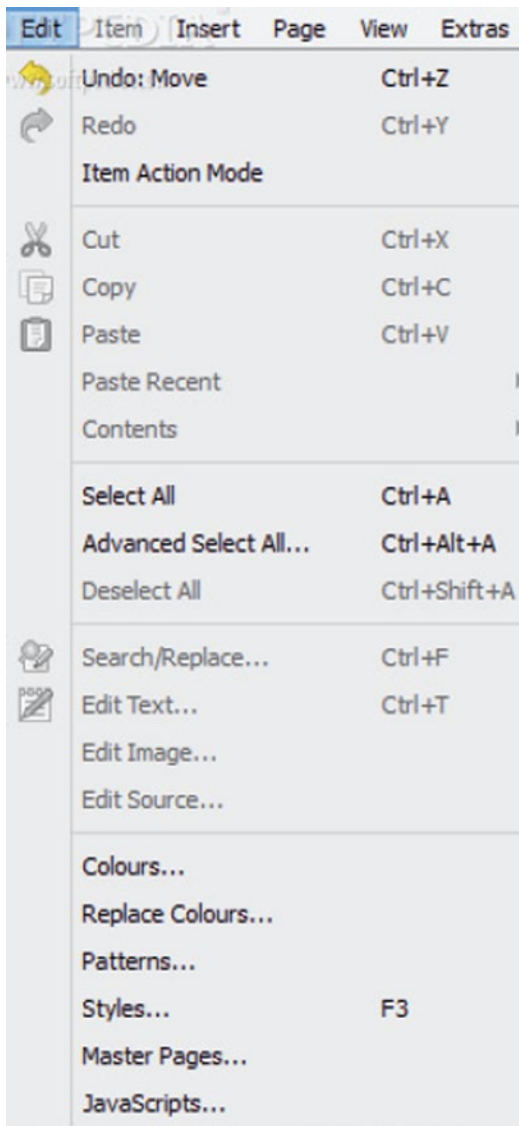 Edit Item Insert Page View Extras
Undo: Move Ctrl+Z
Redo Ctrl+Y
Item Action Mode
Cut Ctrl+X
Copy Ctrl+C
Paste Ctrl+V
Paste Recent
Contents
Select All Ctrl+A
Advanced Select All... Ctrl+Alt+A
Deselect All Ctrl+Shift+A
Search/Replace... Ctrl+F
Edit Text... Ctrl+T
Edit Image...
Edit Source...
Colours...
Replace Colours...
Patterns...
Styles... F3
Master Pages...
JavaScripts...